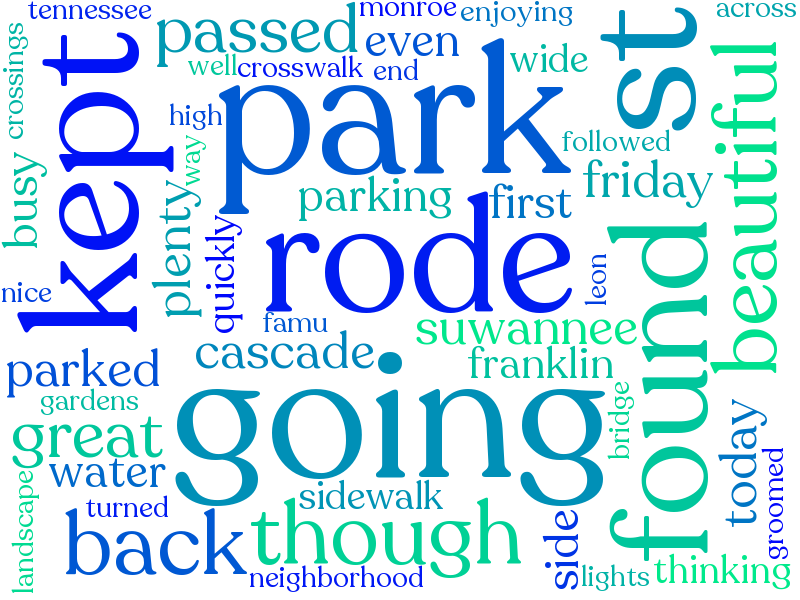 tennessee
monroe
enjoying
across
passed
even
st
well
crosswalk
end
wide
crossings
kept
high
park
followed
beautiful
busy
way
plenty
parking
first
friday
quickly
rode
leon
found
nice
famu
suwannee
cascade
franklin
parked
gardens
going
bridge
great
today
water
groomed
landscape
turned
sidewalk
back
though
side
neighborhood
lights
thinking